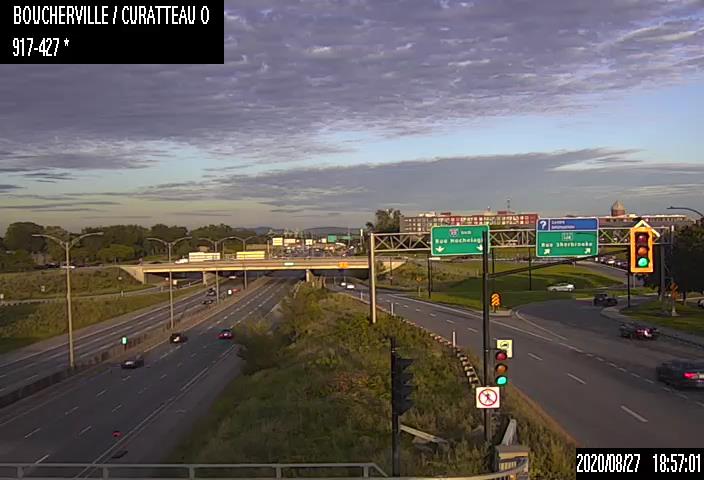 BOUCHERVILLE / CURATTEAU O
917-427 *
Rue Hochelaga
Rue Sherbrooke
2020/08/27 18:57:01